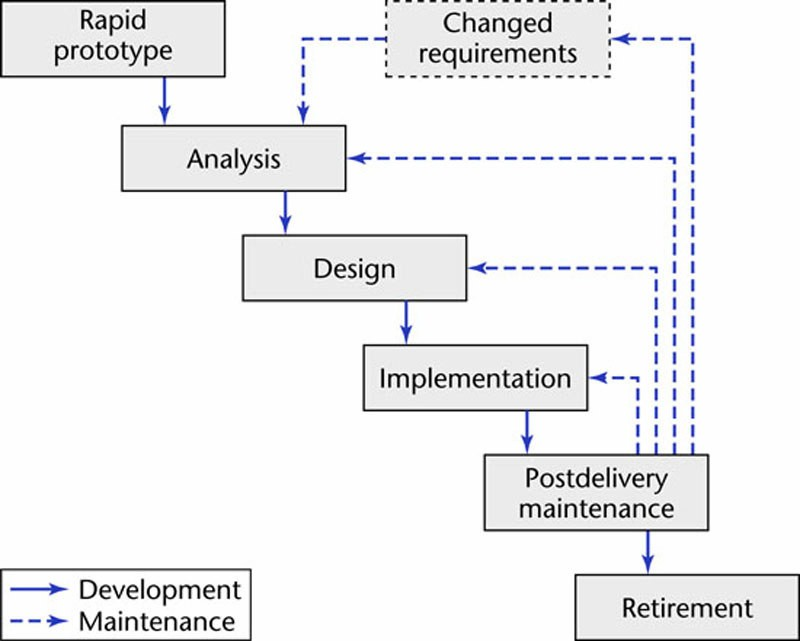 Rapid
prototype
Changed
requirements
Analysis
Design
Implementation
Postdelivery
maintenance
Retirement
Development
Maintenance